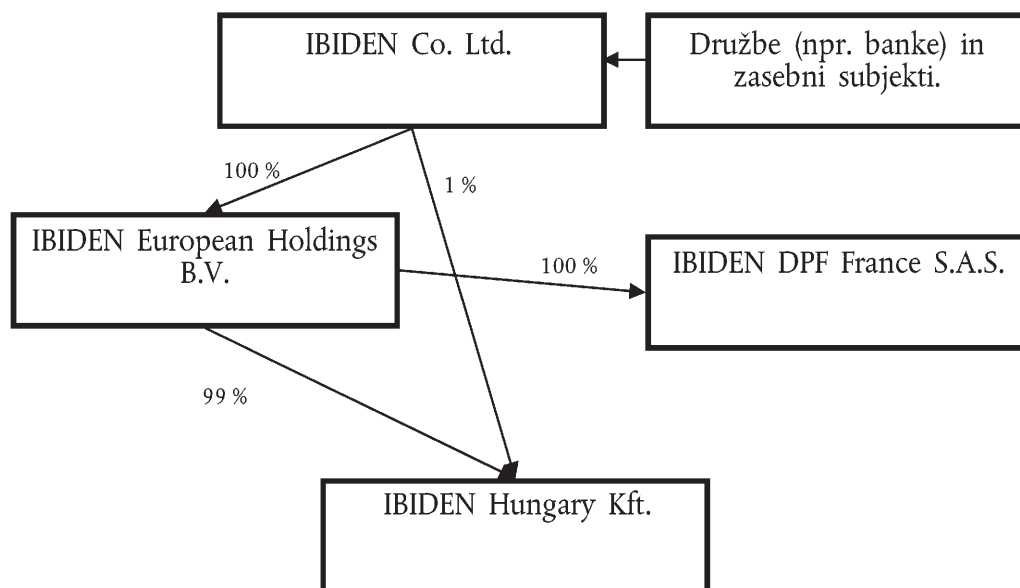 IBIDEN Co. Ltd.
Družbe (npr. banke) in
zasebni subjekti.
100 %
1 %
IBIDEN European Holdings
B.V.
100 %
IBIDEN DPF France S.A.S.
99 %
IBIDEN Hungary Kft.